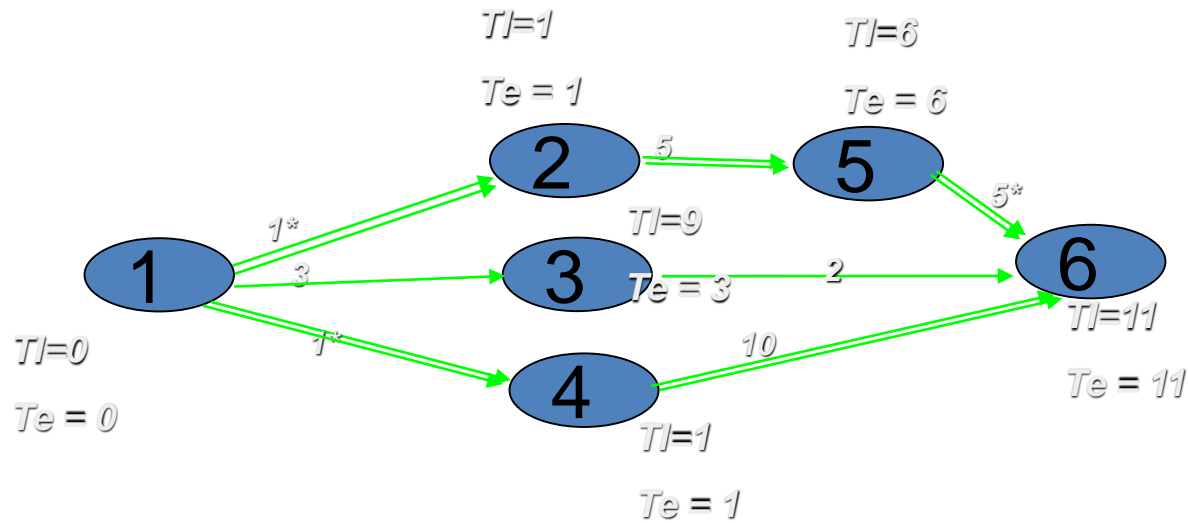 Tl=1
Te = 1
Tl=6
Te = 6
2
5
5
1*
5*
Tl=9
1
3
3
Te = 3
2
6
Tl=11
Te = 11
Tl=0
Te = 0
1*
10
4
Tl=1
Te = 1